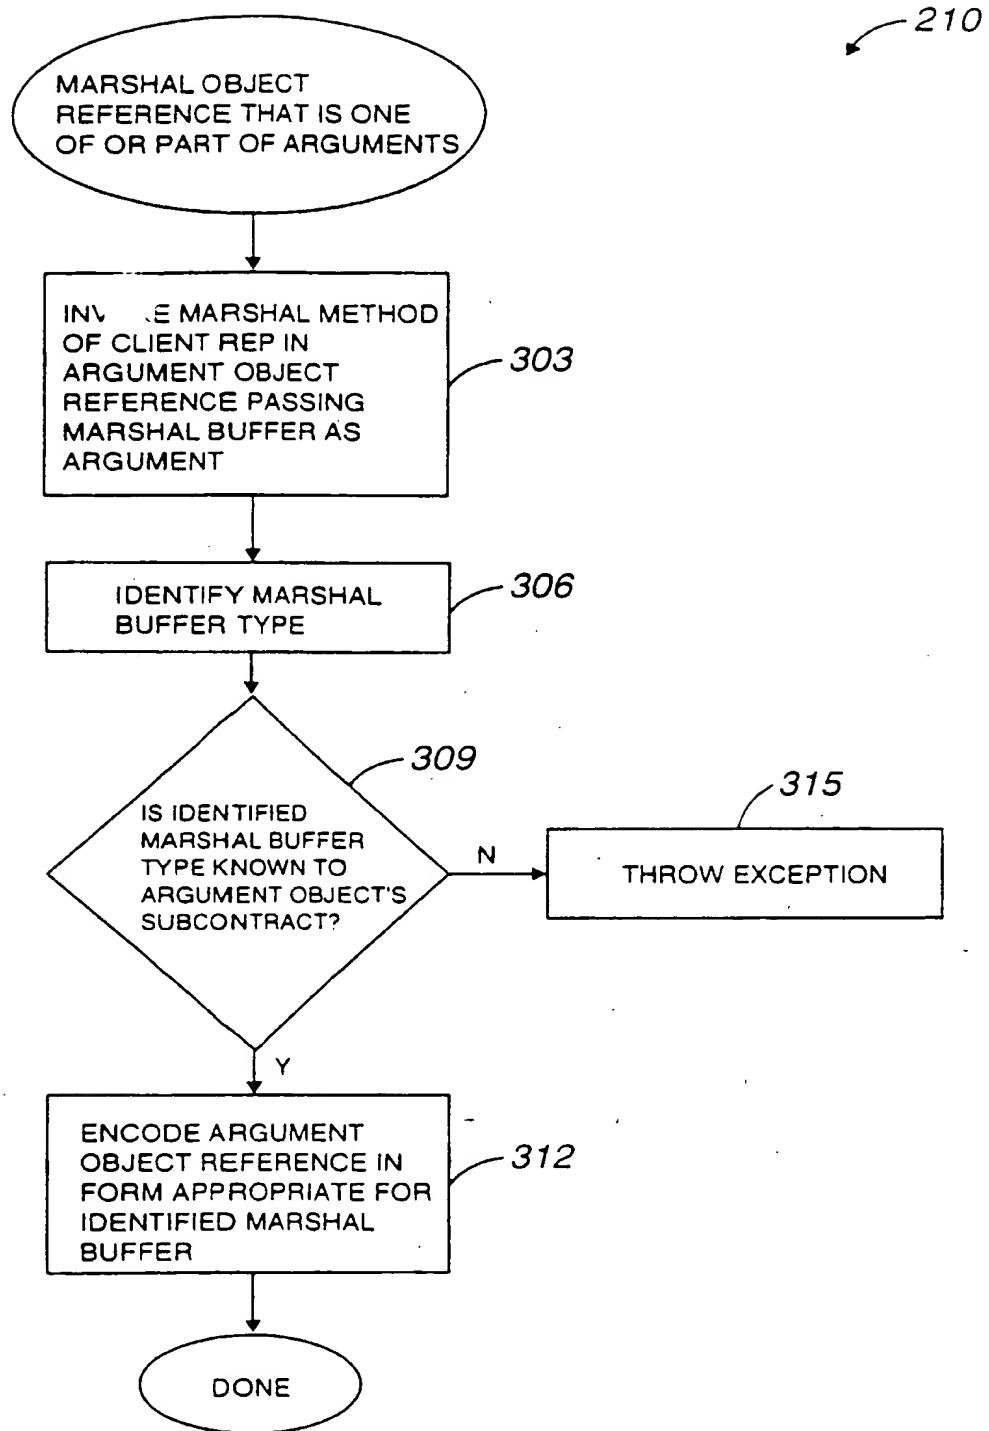 210
MARSHAL OBJECT
REFERENCE THAT IS ONE
OF OR PART OF ARGUMENTS
MARSHAL METHOD
OF CLIENT REP IN
ARGUMENT OBJECT
REFERENCE PASSING
MARSHAL BUFFER AS
ARGUMENT
303
IDENTIFY MARSHAL
BUFFER TYPE
306
309
IS IDENTIFIED
MARSHAL BUFFER
TYPE KNOWN TO
ARGUMENT OBJECT'S
SUBCONTRACT?
N
315
THROW EXCEPTION
Y
ENCODE ARGUMENT
OBJECT REFERENCE IN
FORM APPROPRIATE FOR
IDENTIFIED MARSHAL
BUFFER
312
DONE